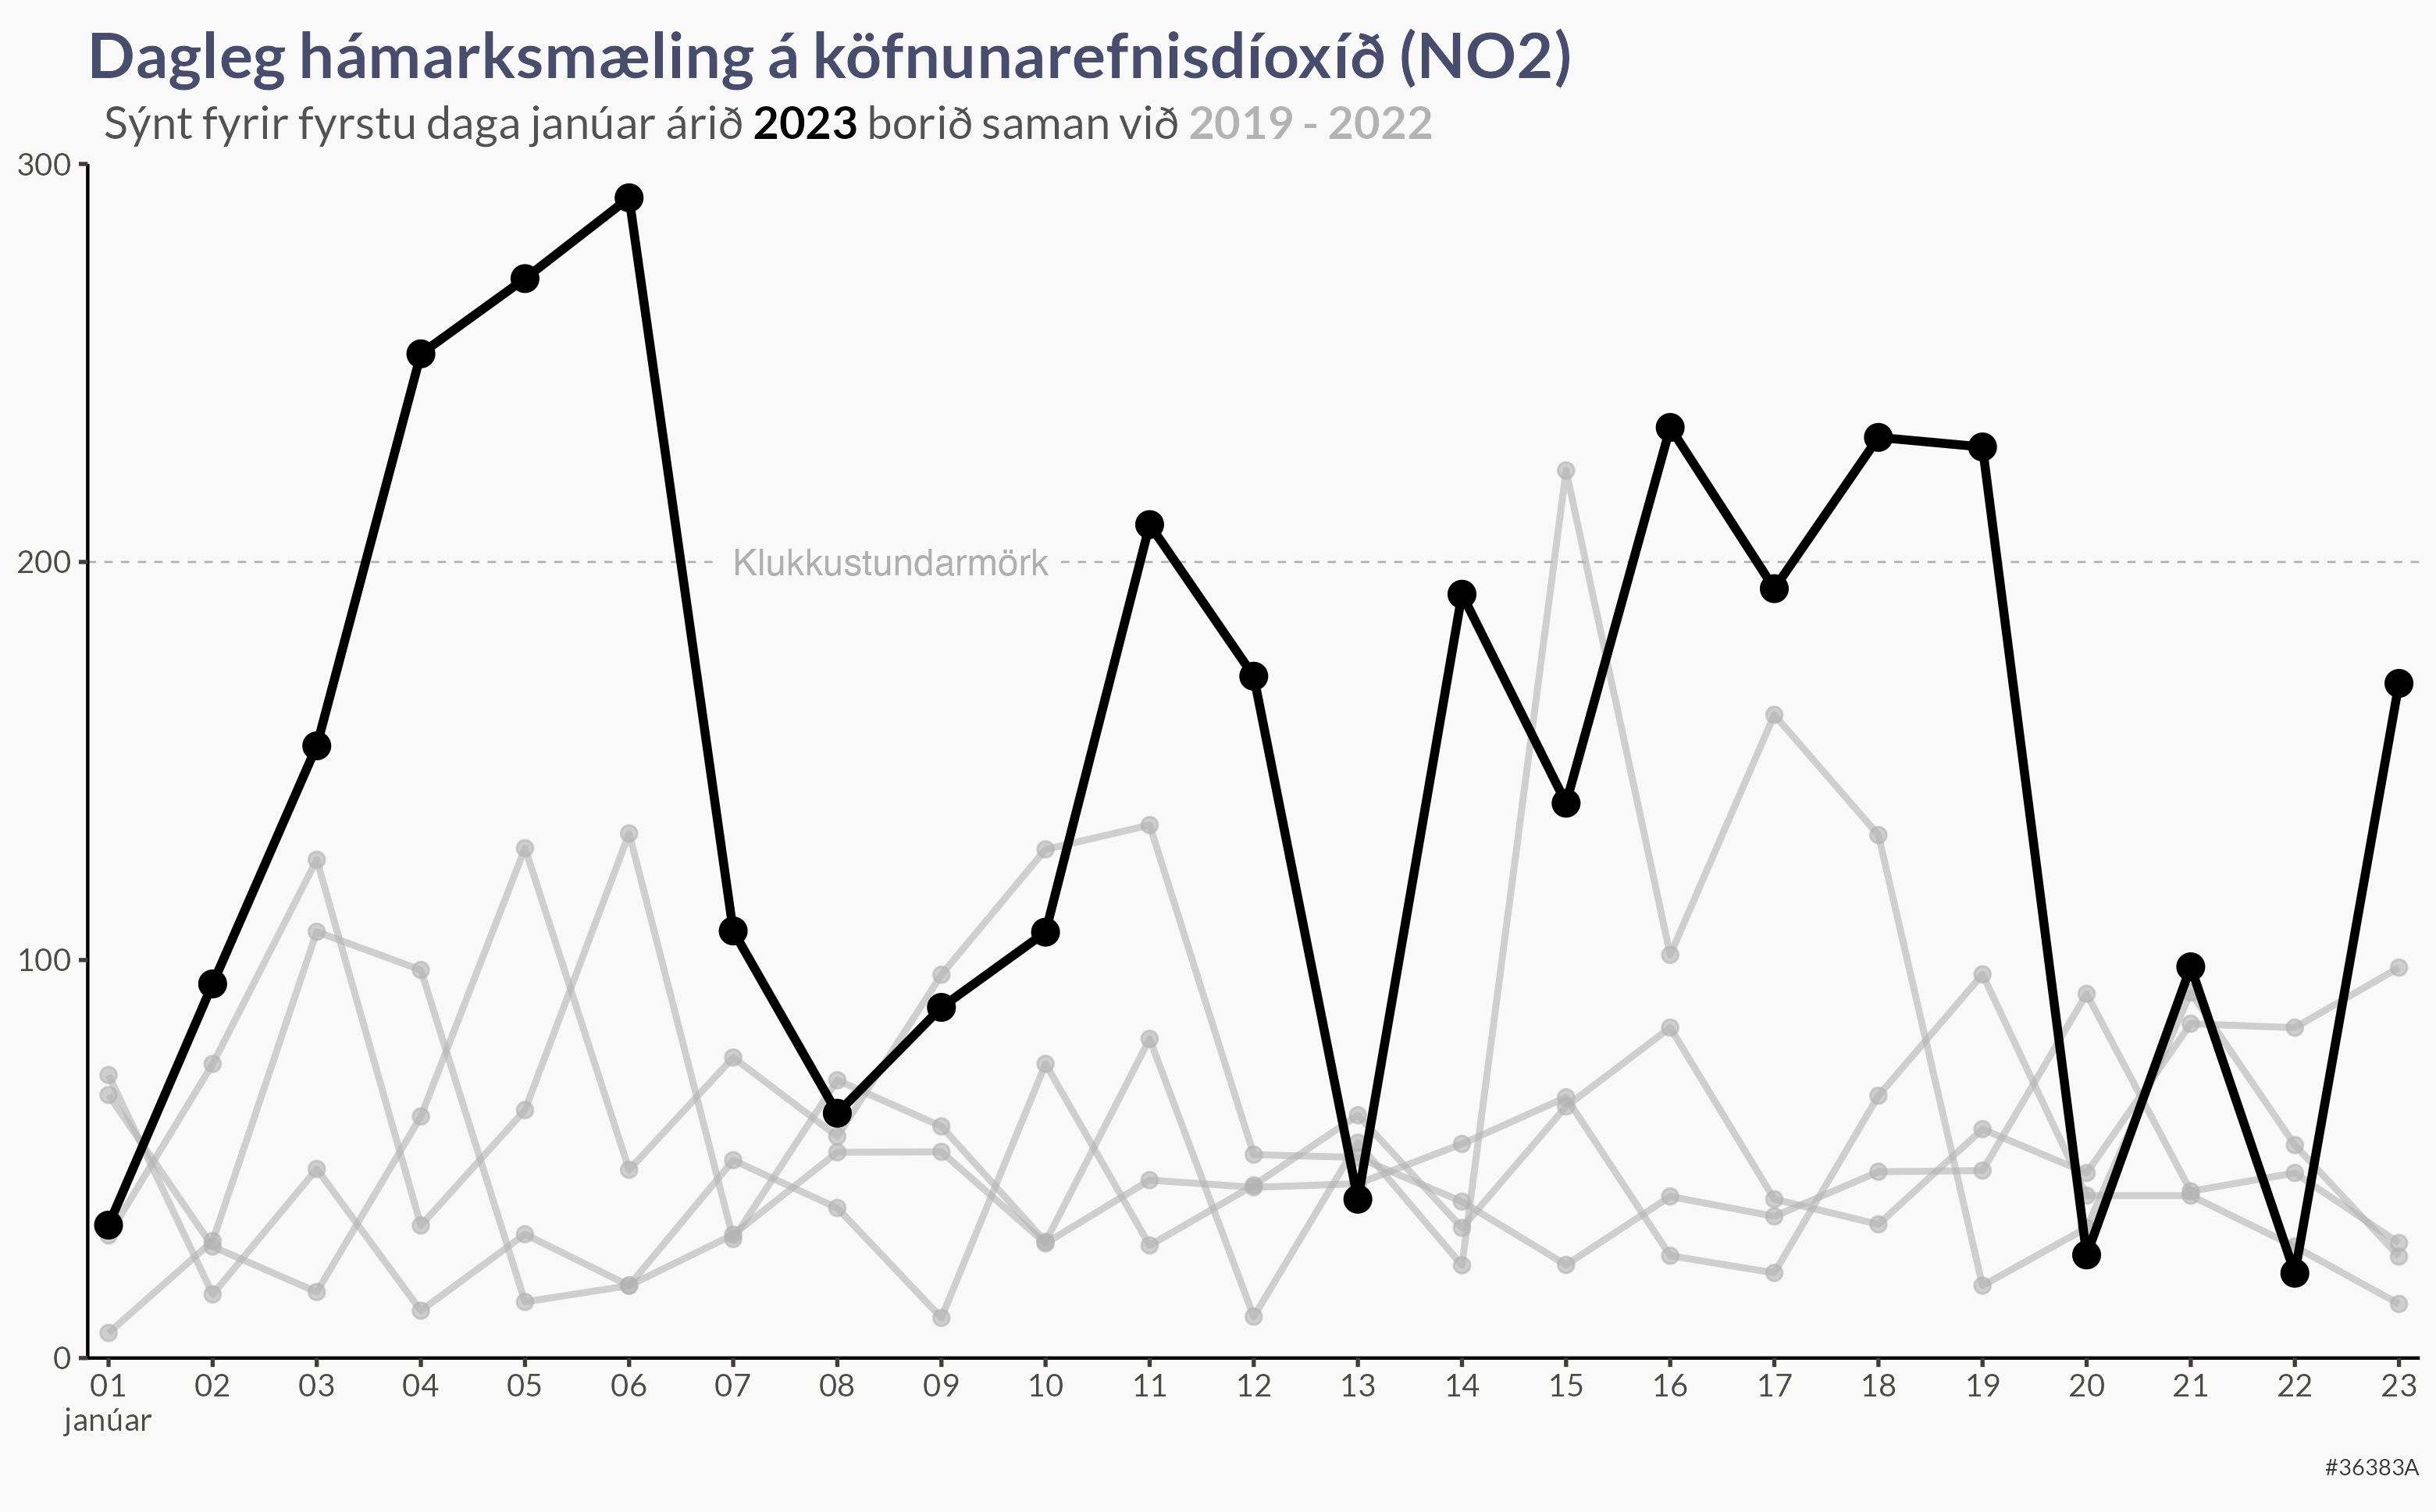 Dagleg hámarksmæling á köfnunarefnisdíoxíð (NO2)
Sýnt fyrir fyrstu daga janúar árið 2023 borið saman við 2019 - 2022
300
200
Klukkustundarmörk
100
0
01 02 03 04 05 06 07 08 09 10 11 12 13 14 15 16 17 18 19 20 21 22 23
janúar
#36383A